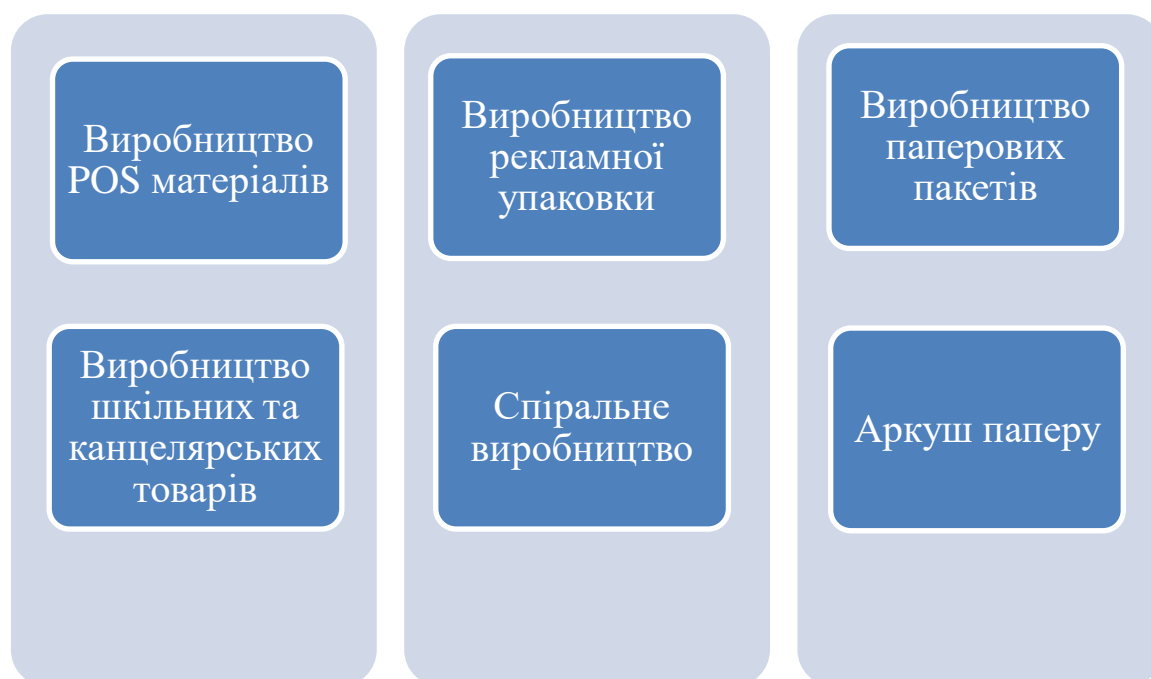 Виробництво
POS матеріалів
Виробництво
рекламної
упаковки
Виробництво
паперових
пакетів
Виробництво
шкільних та
канцелярських
товарів
Спіральне
виробництво
Аркуш паперу